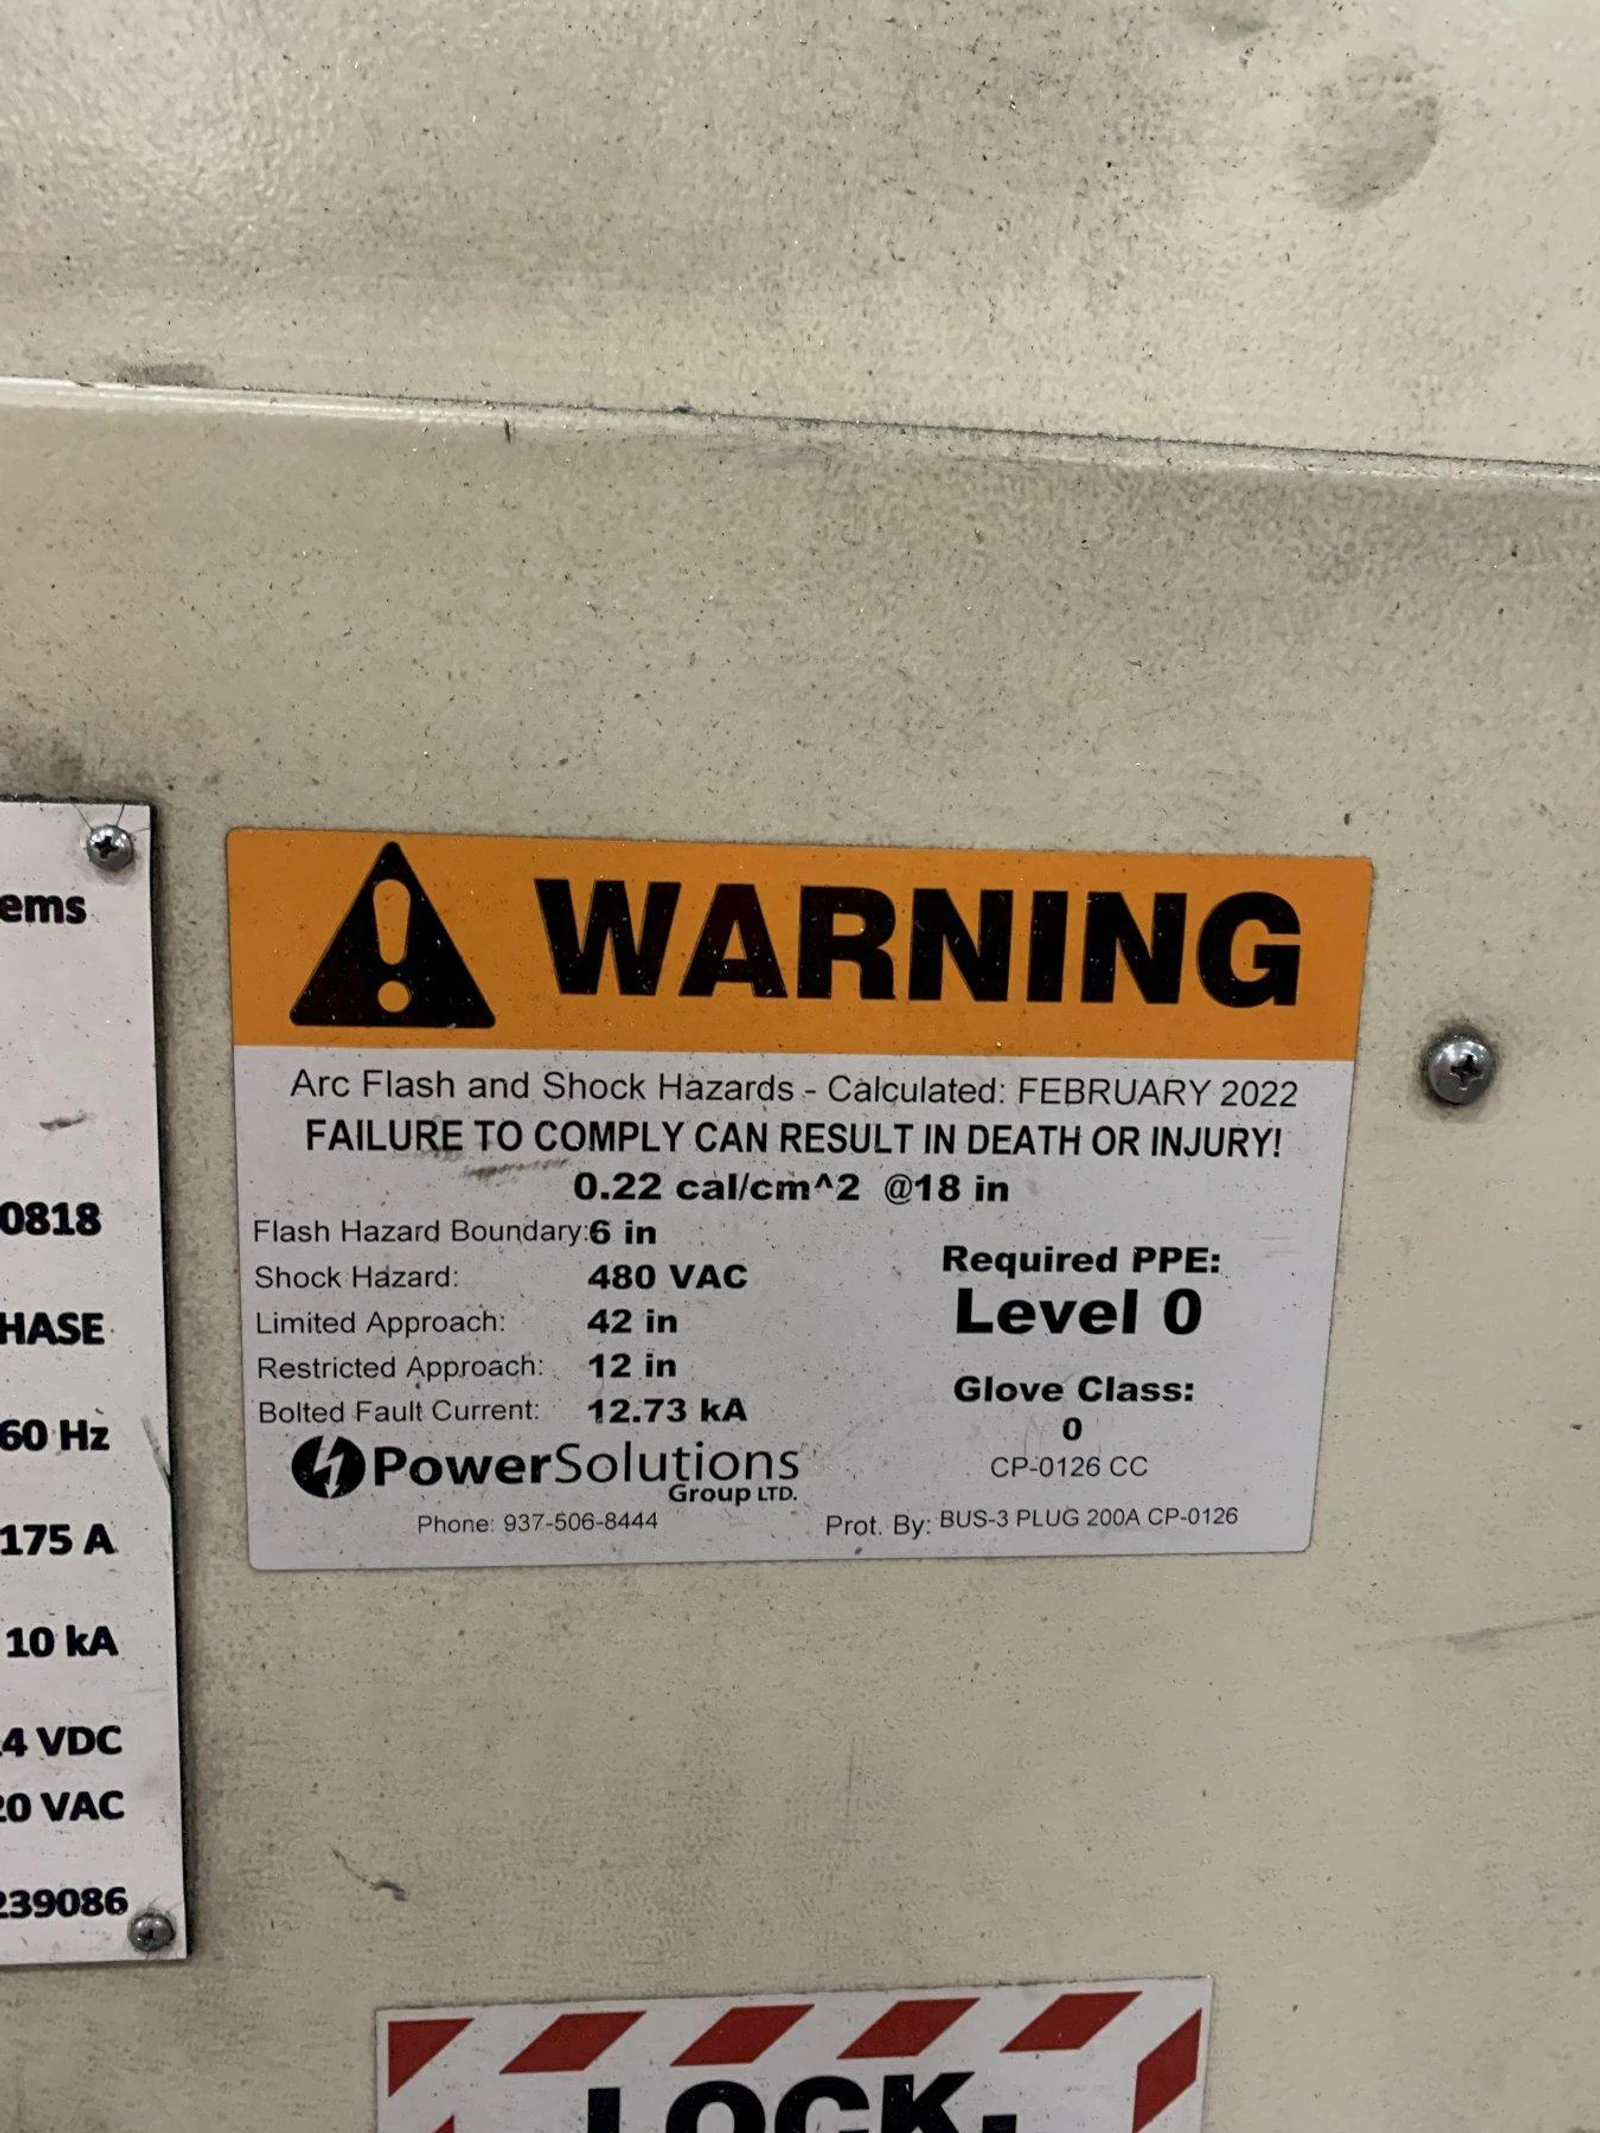 ems
0818
HASE
60 Hz
175 A
10 kA
4 VDC
20 VAC
239086
WARNING
Arc Flash and Shock Hazards - Calculated: FEBRUARY 2022
FAILURE TO COMPLY CAN RESULT IN DEATH OR INJURY!
0.22 cal/cm^2 @18 in
Flash Hazard Boundary: 6 in
Shock Hazard: 480 VAC
Limited Approach: 42 in
Restricted Approach: 12 in
Bolted Fault Current: 12.73 kA
PowerSolutions
Group LTD.
Phone: 937-506-8444
Required PPE:
Level 0
Glove Class:
0
CP-0126 CC
Prot. By: BUS-3 PLUG 200A CP-0126
LOCK